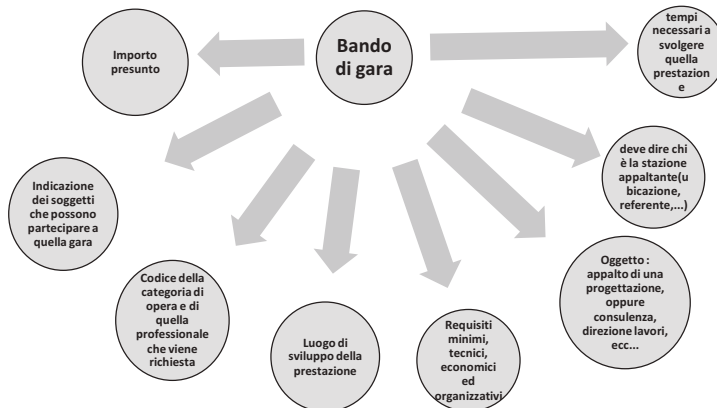 Bando
di gara
Importo
presunto
tempi
necessari a
svolgere
quella
prestazion
e
deve dire chi
è la stazione
appaltante(u
bicazione,
referente,...)
Indicazione
dei soggetti
che possono
partecipare a
quella gara
Oggetto :
appalto di una
progettazione,
oppure
consulenza,
direzione lavori,
ecc...
Codice della
categoria di
opera e di
quella
professionale
che viene
richiesta
Luogo di
sviluppo della
prestazione
Requisiti
minimi,
tecnici,
economici
ed
organizzativi